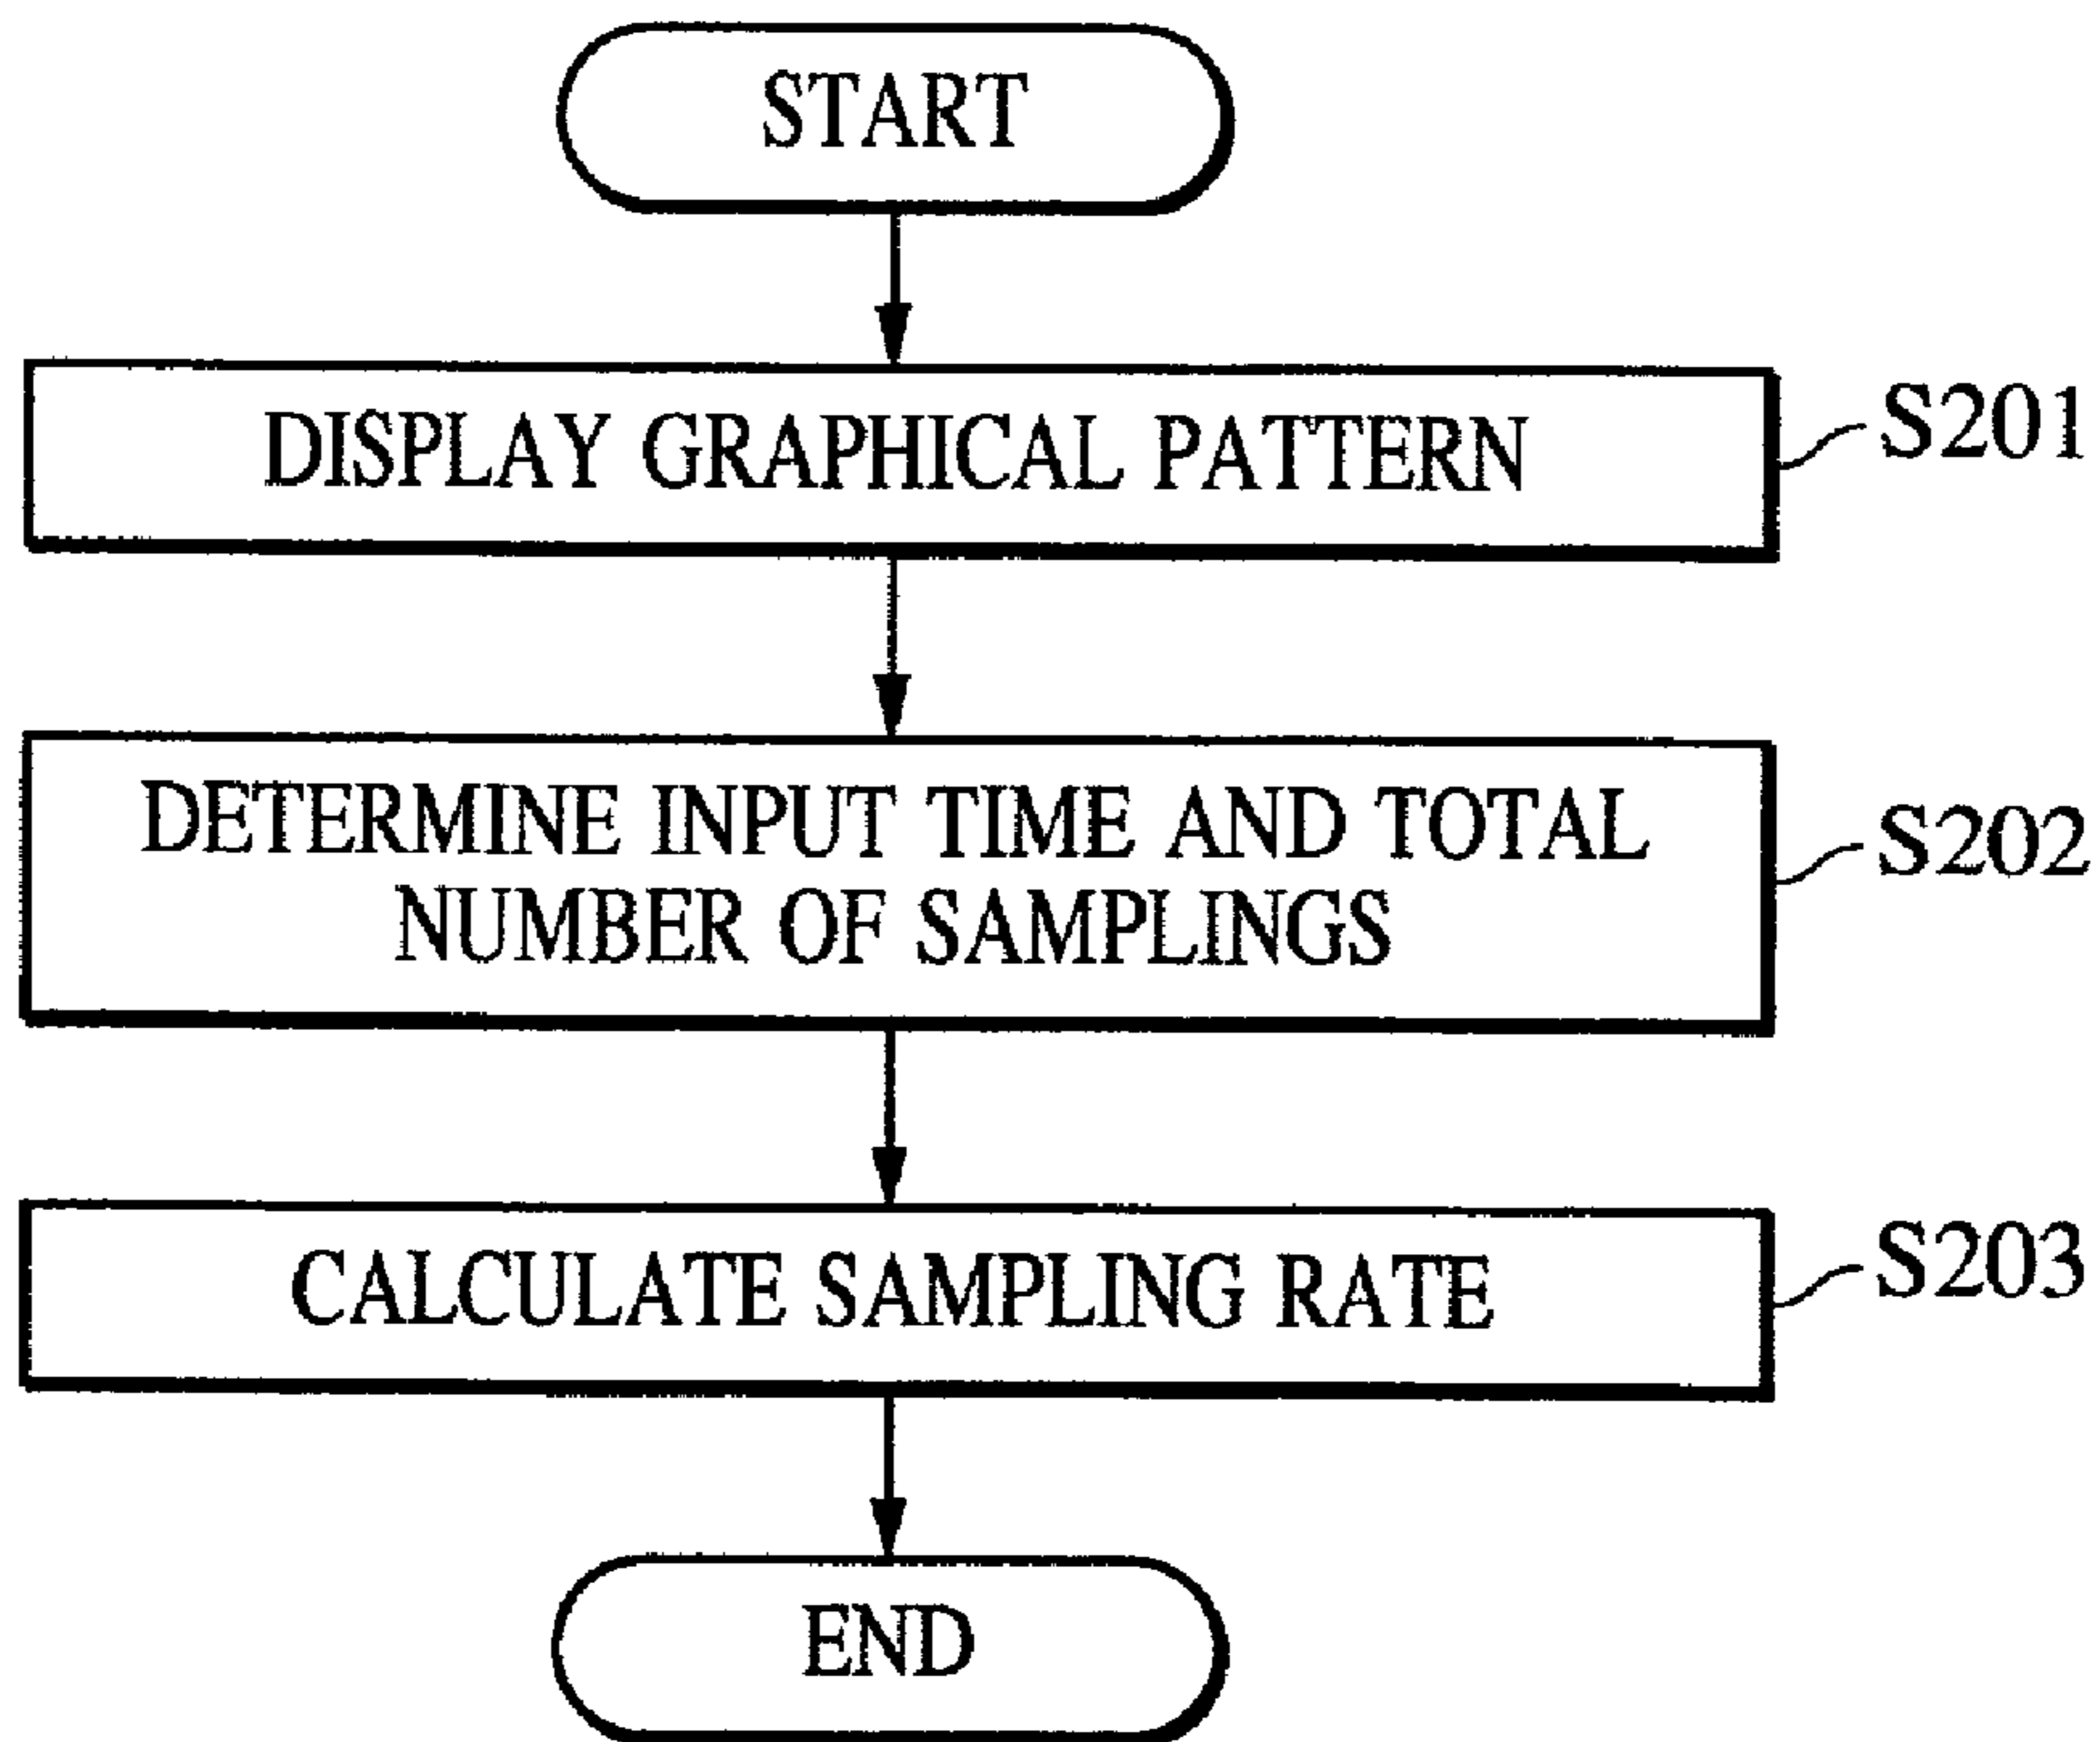 START
DISPLAY GRAPHICAL PATTERN
S201
DETERMINE INPUT TIME AND TOTAL
NUMBER OF SAMPLINGS
S202
CALCULATE SAMPLING RATE
S203
END